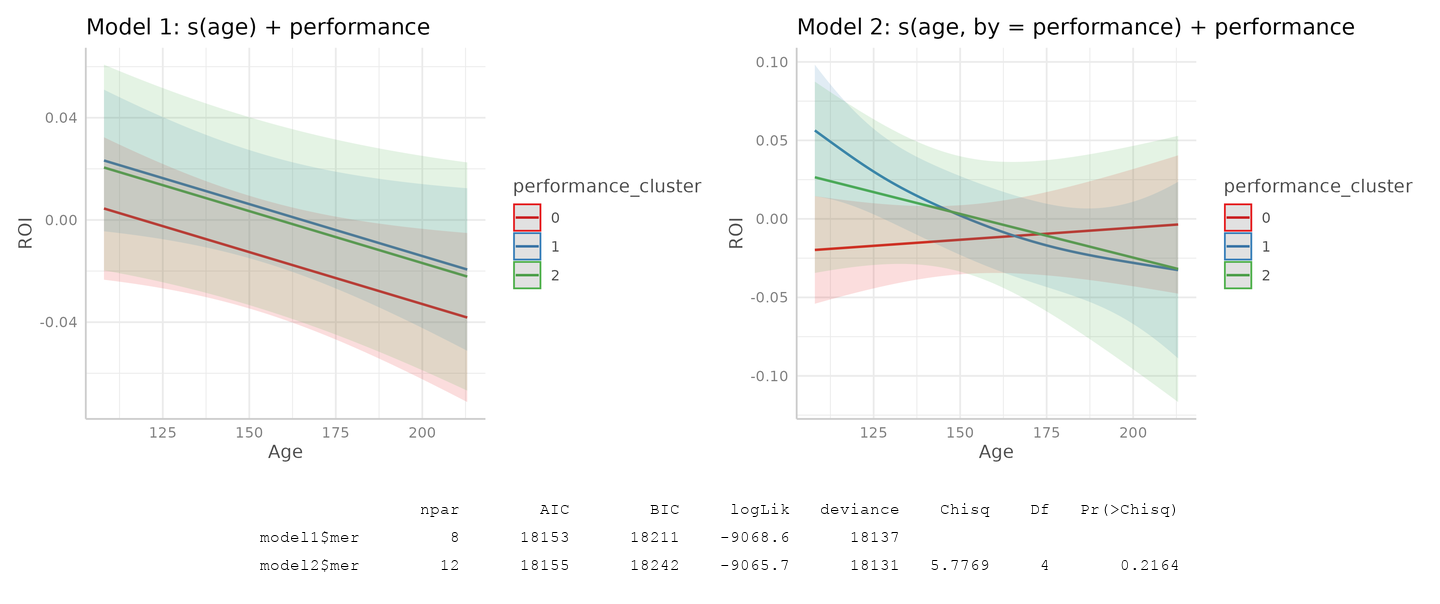 Model 1: s(age) + performance
0.04
0.00
-0.04
ROI
125 150 175 200
Age
performance_cluster
0
1
2
Model 2: s(age, by = performance) + performance
0.10
0.05
0.00
-0.05
-0.10
ROI
125 150 175 200
Age
performance_cluster
0
1
2
npar AIC BIC logLik deviance Chisq Df Pr(>Chisq)
model1$mer 8 18153 18211 -9068.6 18137
model2$mer 12 18155 18242 -9065.7 18131 5.7769 4 0.2164